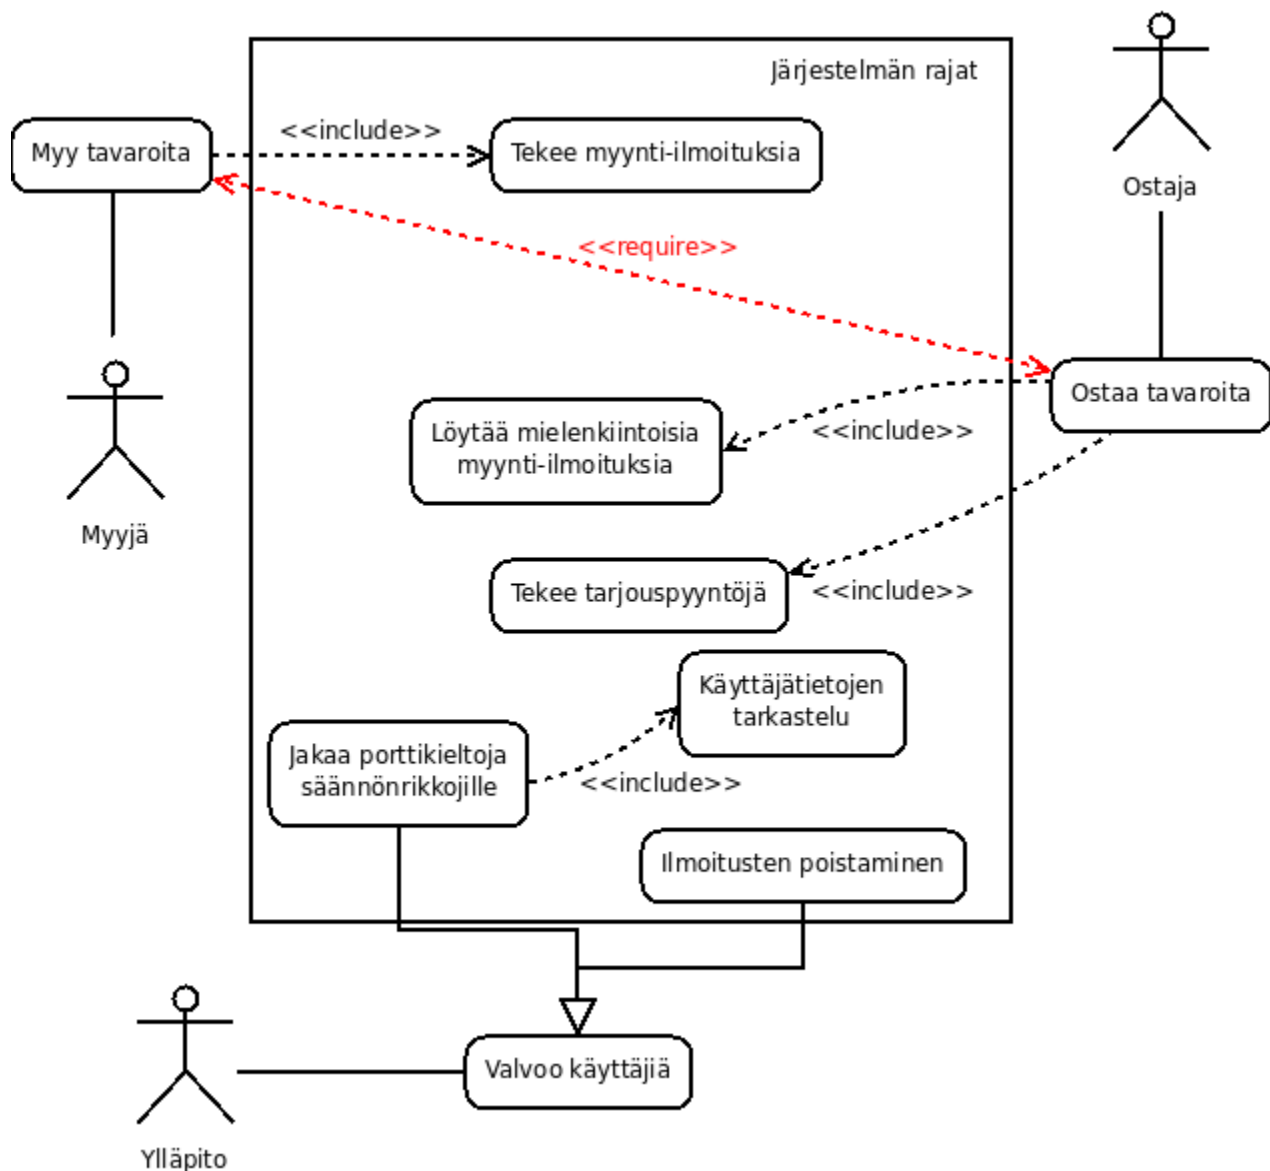 Järjestelmän rajat
<<include>>
Myy tavaroita
Tekee myynti-ilmoituksia
Ostaja
<<require>>
Ostaa tavaroita
Löytää mielenkiintoisia
myynti-ilmoituksia
<<include>>
Myyjä
Tekee tarjouspyyntöjä
<<include>>
Käyttäjätietojen
tarkastelu
Jakaa porttikieltoja
säännönrikkojille
<<include>>
Ilmoitusten poistaminen
Valvoo käyttäjiä
Ylläpito